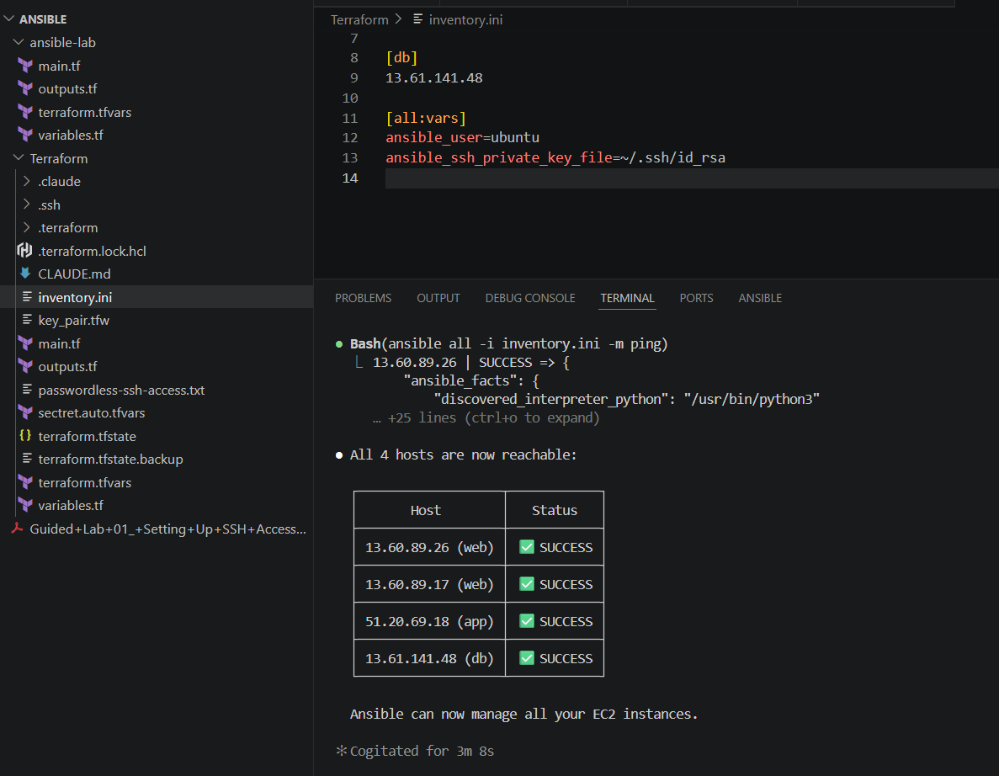 ANSIBLE
ansible-lab
main.tf
outputs.tf
terraform.tfvars
variables.tf
Terraform
.claude
.ssh
.terraform
.terraform.lock.hcl
CLAUDE.md
inventory.ini
key_pair.tfw
main.tf
outputs.tf
passwordless-ssh-access.txt
sectret.auto.tfvars
terraform.tfstate
terraform.tfstate.backup
terraform.tfvars
variables.tf
Guided+Lab+01_+Setting+Up+SSH+Access...
Terraform > inventory.ini
7
8 [db]
9 13.61.141.48
10
11 [all:vars]
12 ansible_user=ubuntu
13 ansible_ssh_private_key_file=~/.ssh/id_rsa
14
PROBLEMS OUTPUT DEBUG CONSOLE TERMINAL PORTS ANSIBLE
● Bash(ansible all -i inventory.ini -m ping)
⎿ 13.60.89.26 | SUCCESS => {
"ansible_facts": {
"discovered_interpreter_python": "/usr/bin/python3"
… +25 lines (ctrl+o to expand)
● All 4 hosts are now reachable:
Host Status
13.60.89.26 (web) ✅ SUCCESS
13.60.89.17 (web) ✅ SUCCESS
51.20.69.18 (app) ✅ SUCCESS
13.61.141.48 (db) ✅ SUCCESS
Ansible can now manage all your EC2 instances.
✻ Cogitated for 3m 8s